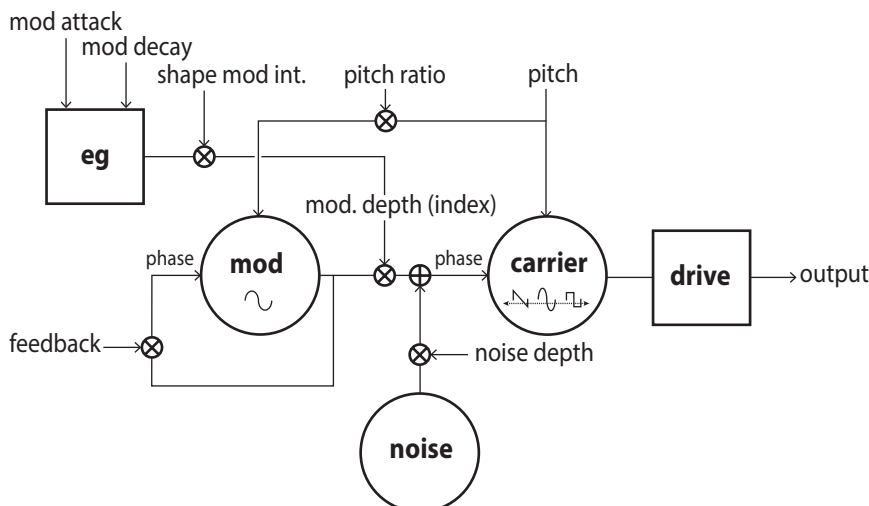 mod attack
mod decay
shape mod int.
pitch ratio
pitch
eg
mod. depth (index)
phase
mod
phase
carrier
drive
output
feedback
noise depth
noise